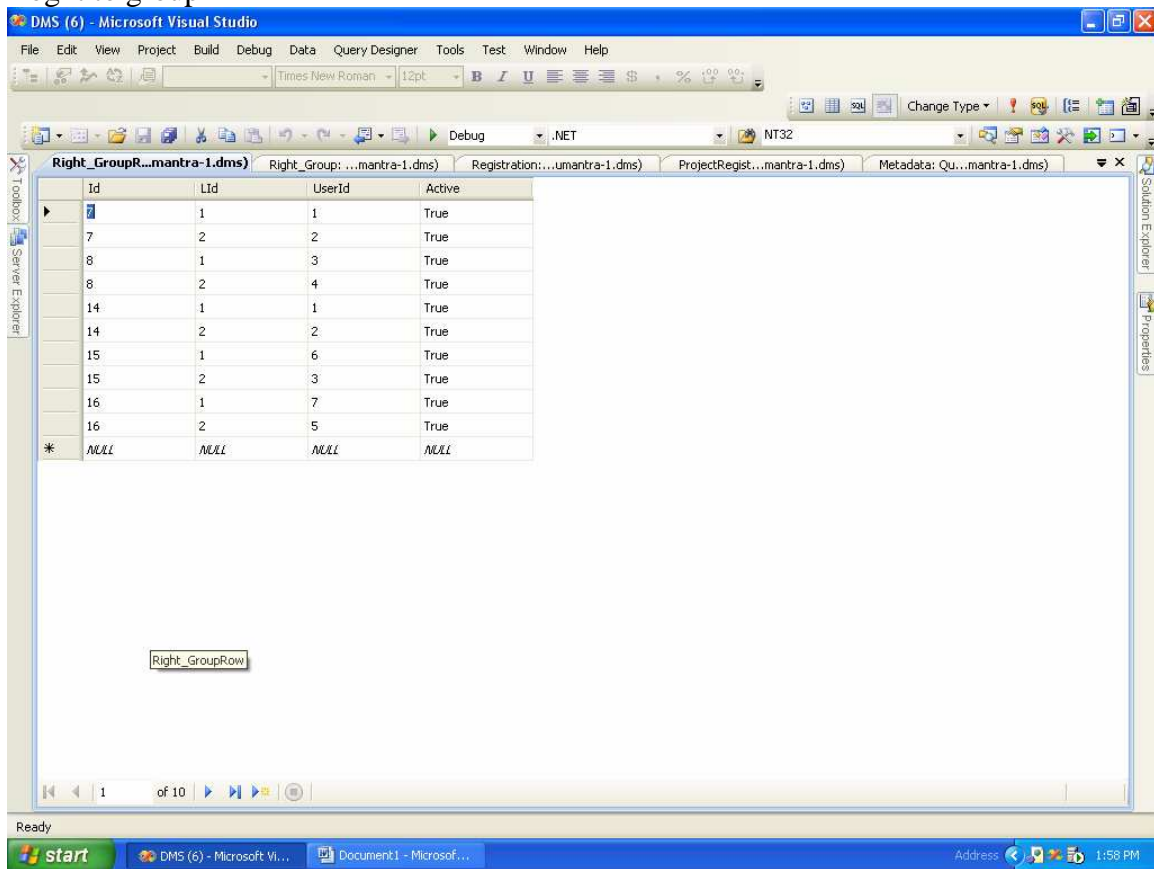 DMS (6) - Microsoft Visual Studio
File Edit View Project Build Debug Data Query Designer Tools Test Window Help
Times New Roman 12pt B I U $ , %
SQL Change Type SQL
Debug .NET NT32
Right_GroupR...mantra-1.dms) Right_Group: ...mantra-1.dms) Registration:...umantra-1.dms) ProjectRegist...mantra-1.dms) Metadata: Qu...mantra-1.dms)
Toolbox
Server Explorer
Solution Explorer
Properties
Id LId UserId Active
7 1 1 True
7 2 2 True
8 1 3 True
8 2 4 True
14 1 1 True
14 2 2 True
15 1 6 True
15 2 3 True
16 1 7 True
16 2 5 True
NULL NULL NULL NULL
Right_GroupRow
1 of 10
Ready
start DMS (6) - Microsoft Vi... Document1 - Microsof... Address 1:58 PM